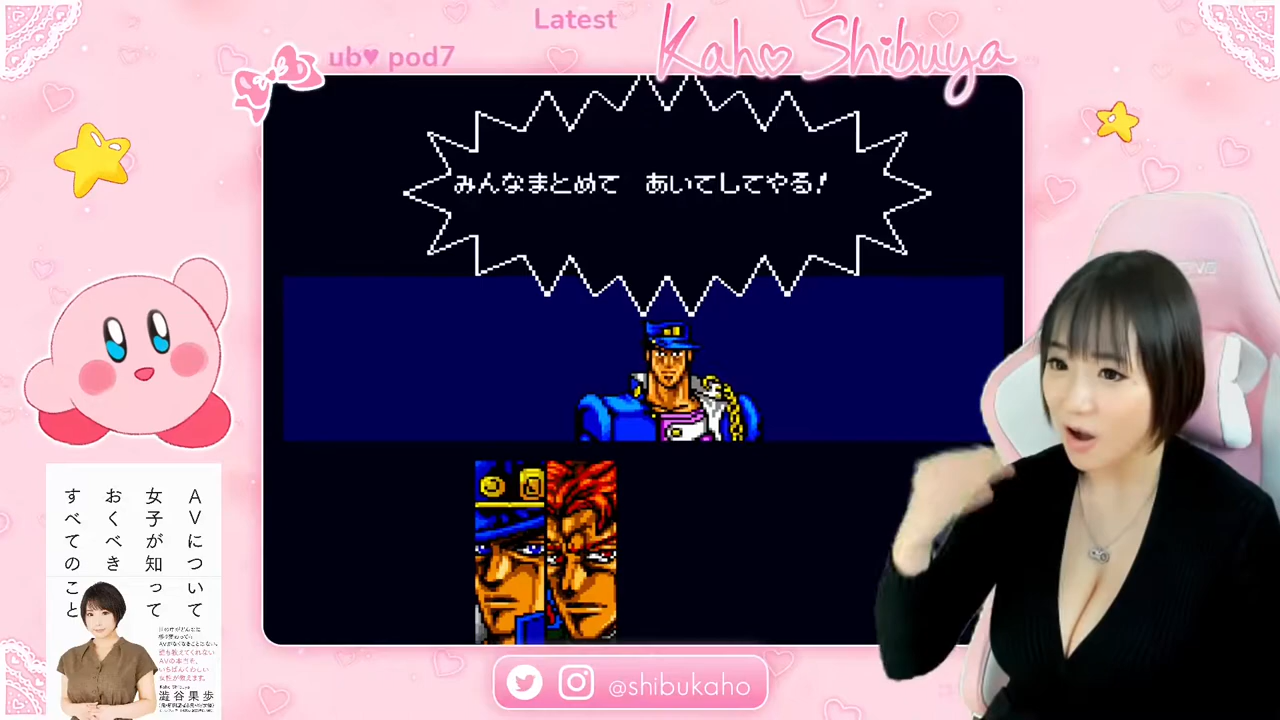 Latest
ub♥ pod7
Kaho Shibuya
みんなまとめて　あいてしてやる!
AVについて
女子が知って
おくべき
すべてのこと
Kaho Shibuya
澁谷果歩
@shibukaho